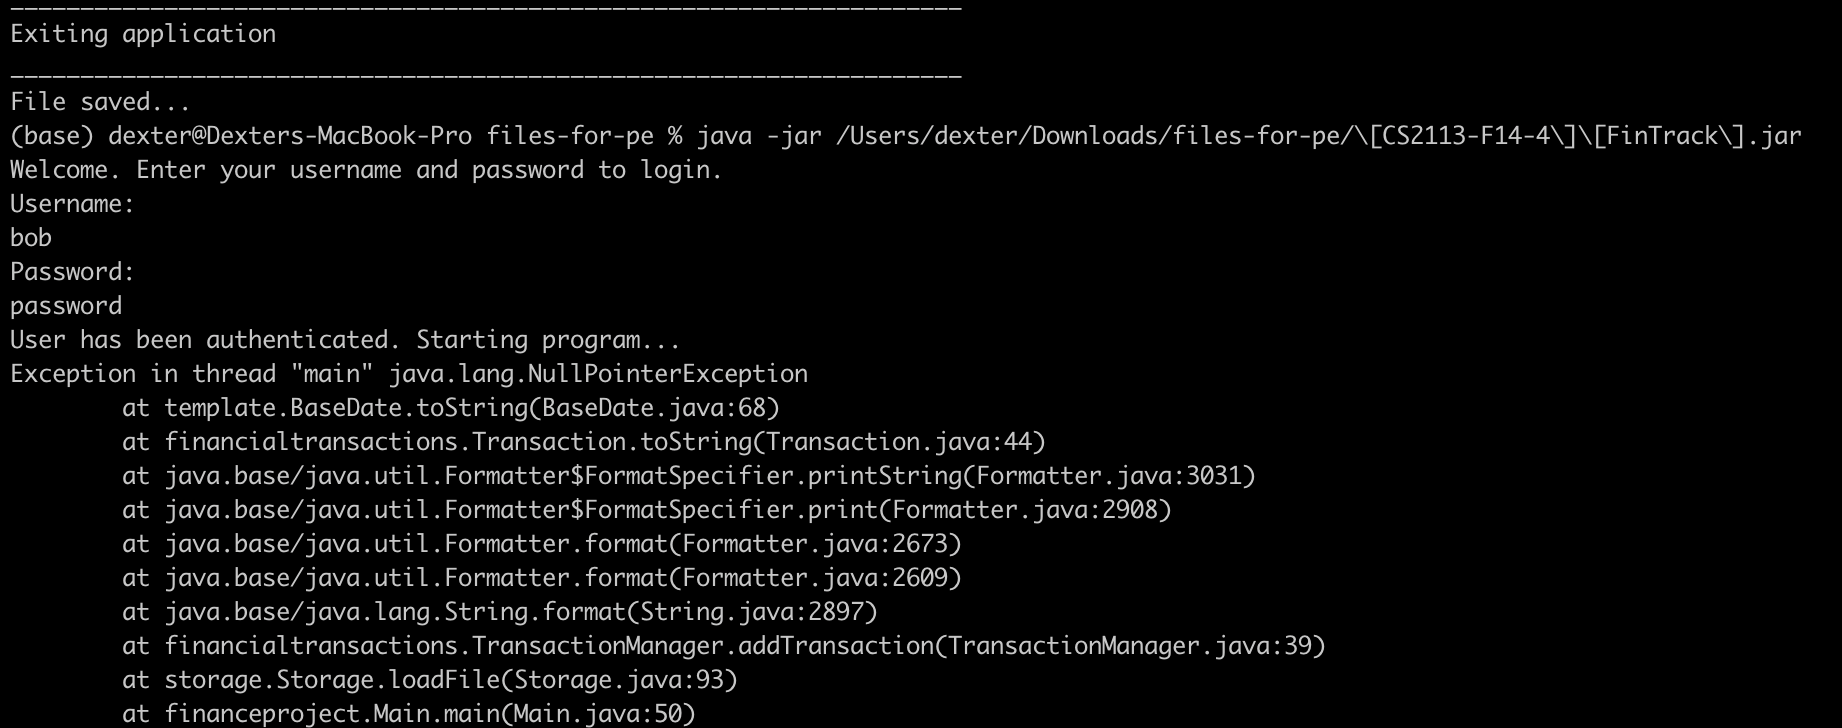 ____________________________________________________________________
Exiting application
____________________________________________________________________
File saved...
(base) dexter@Dexters-MacBook-Pro files-for-pe % java -jar /Users/dexter/Downloads/files-for-pe/\[CS2113-F14-4\]\[FinTrack\].jar
Welcome. Enter your username and password to login.
Username:
bob
Password:
password
User has been authenticated. Starting program...
Exception in thread "main" java.lang.NullPointerException
        at template.BaseDate.toString(BaseDate.java:68)
        at financialtransactions.Transaction.toString(Transaction.java:44)
        at java.base/java.util.Formatter$FormatSpecifier.printString(Formatter.java:3031)
        at java.base/java.util.Formatter$FormatSpecifier.print(Formatter.java:2908)
        at java.base/java.util.Formatter.format(Formatter.java:2673)
        at java.base/java.util.Formatter.format(Formatter.java:2609)
        at java.base/java.lang.String.format(String.java:2897)
        at financialtransactions.TransactionManager.addTransaction(TransactionManager.java:39)
        at storage.Storage.loadFile(Storage.java:93)
        at financeproject.Main.main(Main.java:50)